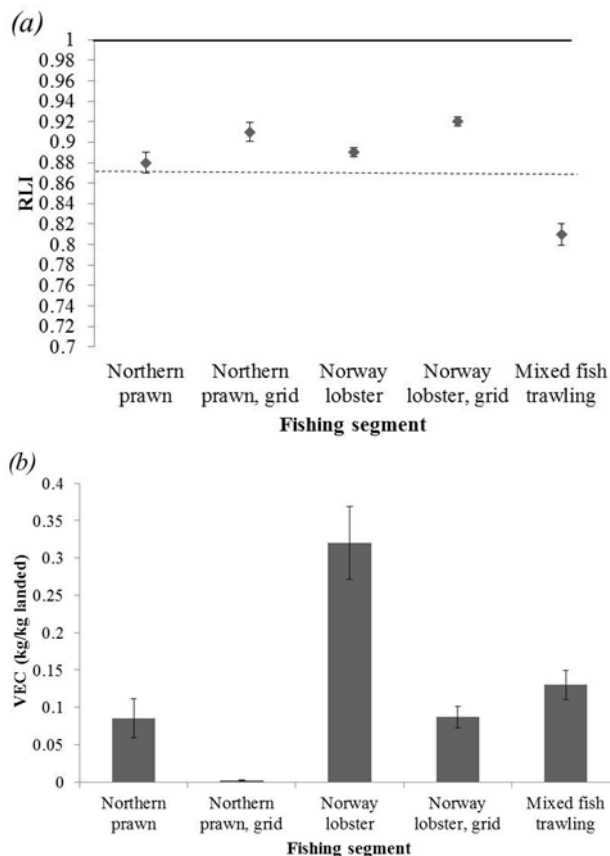 (a)
1
0.98
0.96
0.94
0.92
0.9
0.88
0.86
0.84
0.82
0.8
0.78
0.76
0.74
0.72
0.7
RLI
Northern prawn
Northern prawn, grid
Norway lobster
Norway lobster, grid
Mixed fish trawling
Fishing segment
(b)
0.4
0.35
0.3
0.25
0.2
0.15
0.1
0.05
0
VEC (kg/kg landed)
Northern prawn
Northern prawn, grid
Norway lobster
Norway lobster, grid
Mixed fish trawling
Fishing segment